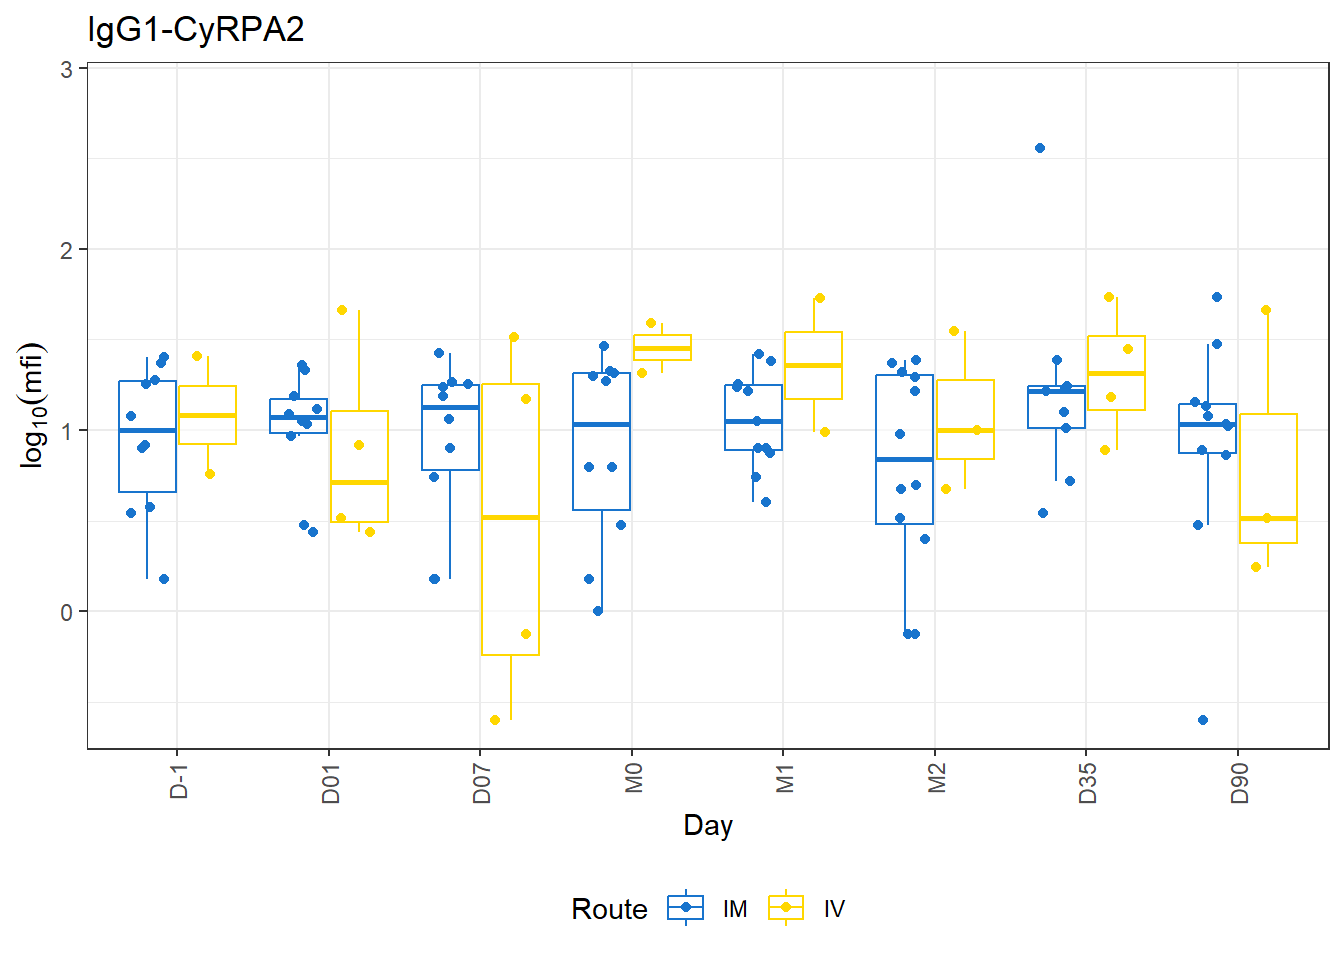 IgG1-CyRPA2
3
2
1
0
log10(mfi)
D-1
D01
D07
M0
M1
M2
D35
D90
Day
Route IM IV